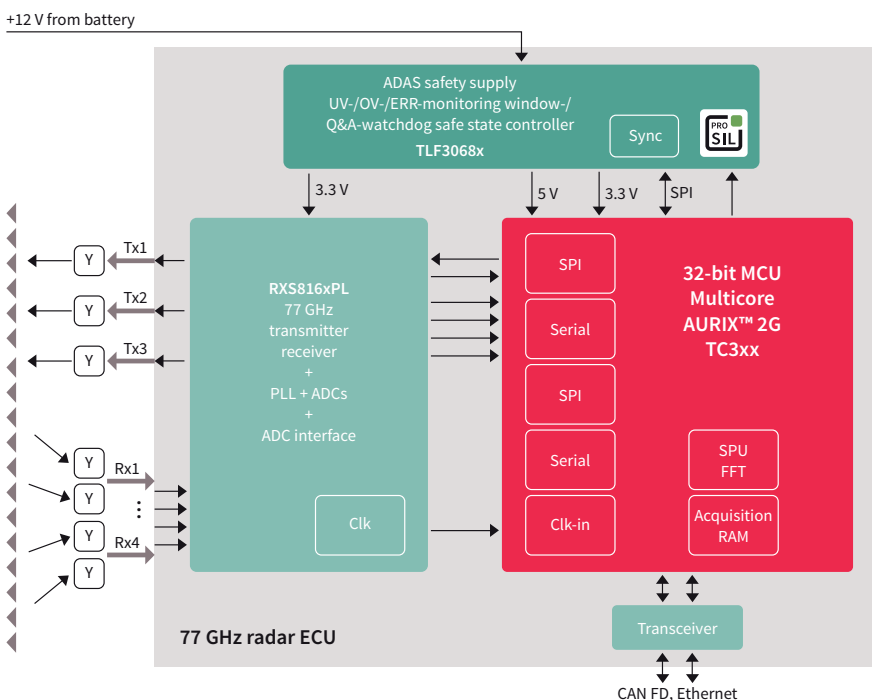 +12 V from battery
ADAS safety supply
UV-/OV-/ERR-monitoring window-/
Q&A-watchdog safe state controller
TLF3068x
Sync
PRO
SIL
3.3 V
5 V
3.3 V
SPI
Y
Tx1
Y
Tx2
Y
Tx3
Y
Rx1
Y
Y
Rx4
Y
RXS816xPL
77 GHz
transmitter
receiver
+
PLL + ADCs
+
ADC interface
Clk
SPI
Serial
SPI
Serial
Clk-in
32-bit MCU
Multicore
AURIX™ 2G
TC3xx
SPU
FFT
Acquisition
RAM
Transceiver
77 GHz radar ECU
CAN FD, Ethernet